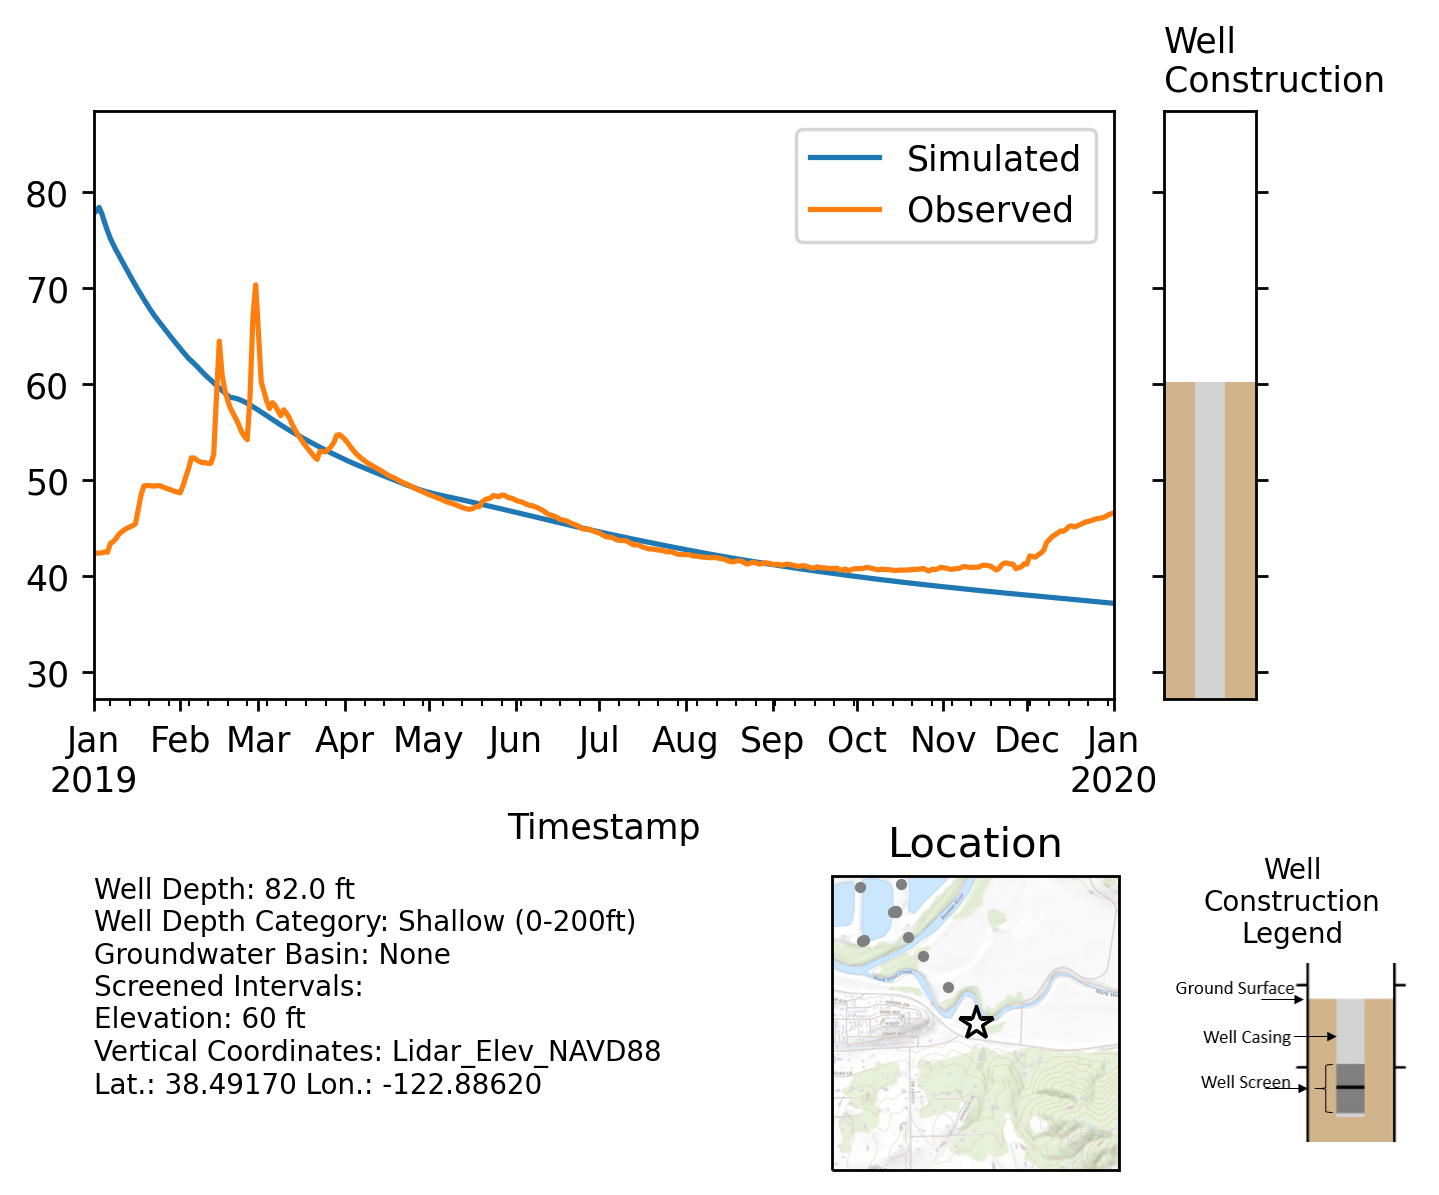 Well
Construction
Simulated
Observed
80
70
60
50
40
30
Jan Feb Mar Apr May Jun Jul Aug Sep Oct Nov Dec Jan
2019 2020
Timestamp
Well Depth: 82.0 ft
Well Depth Category: Shallow (0-200ft)
Groundwater Basin: None
Screened Intervals:
Elevation: 60 ft
Vertical Coordinates: Lidar_Elev_NAVD88
Lat.: 38.49170 Lon.: -122.88620
Location
Well
Construction
Legend
Ground Surface
Well Casing
Well Screen